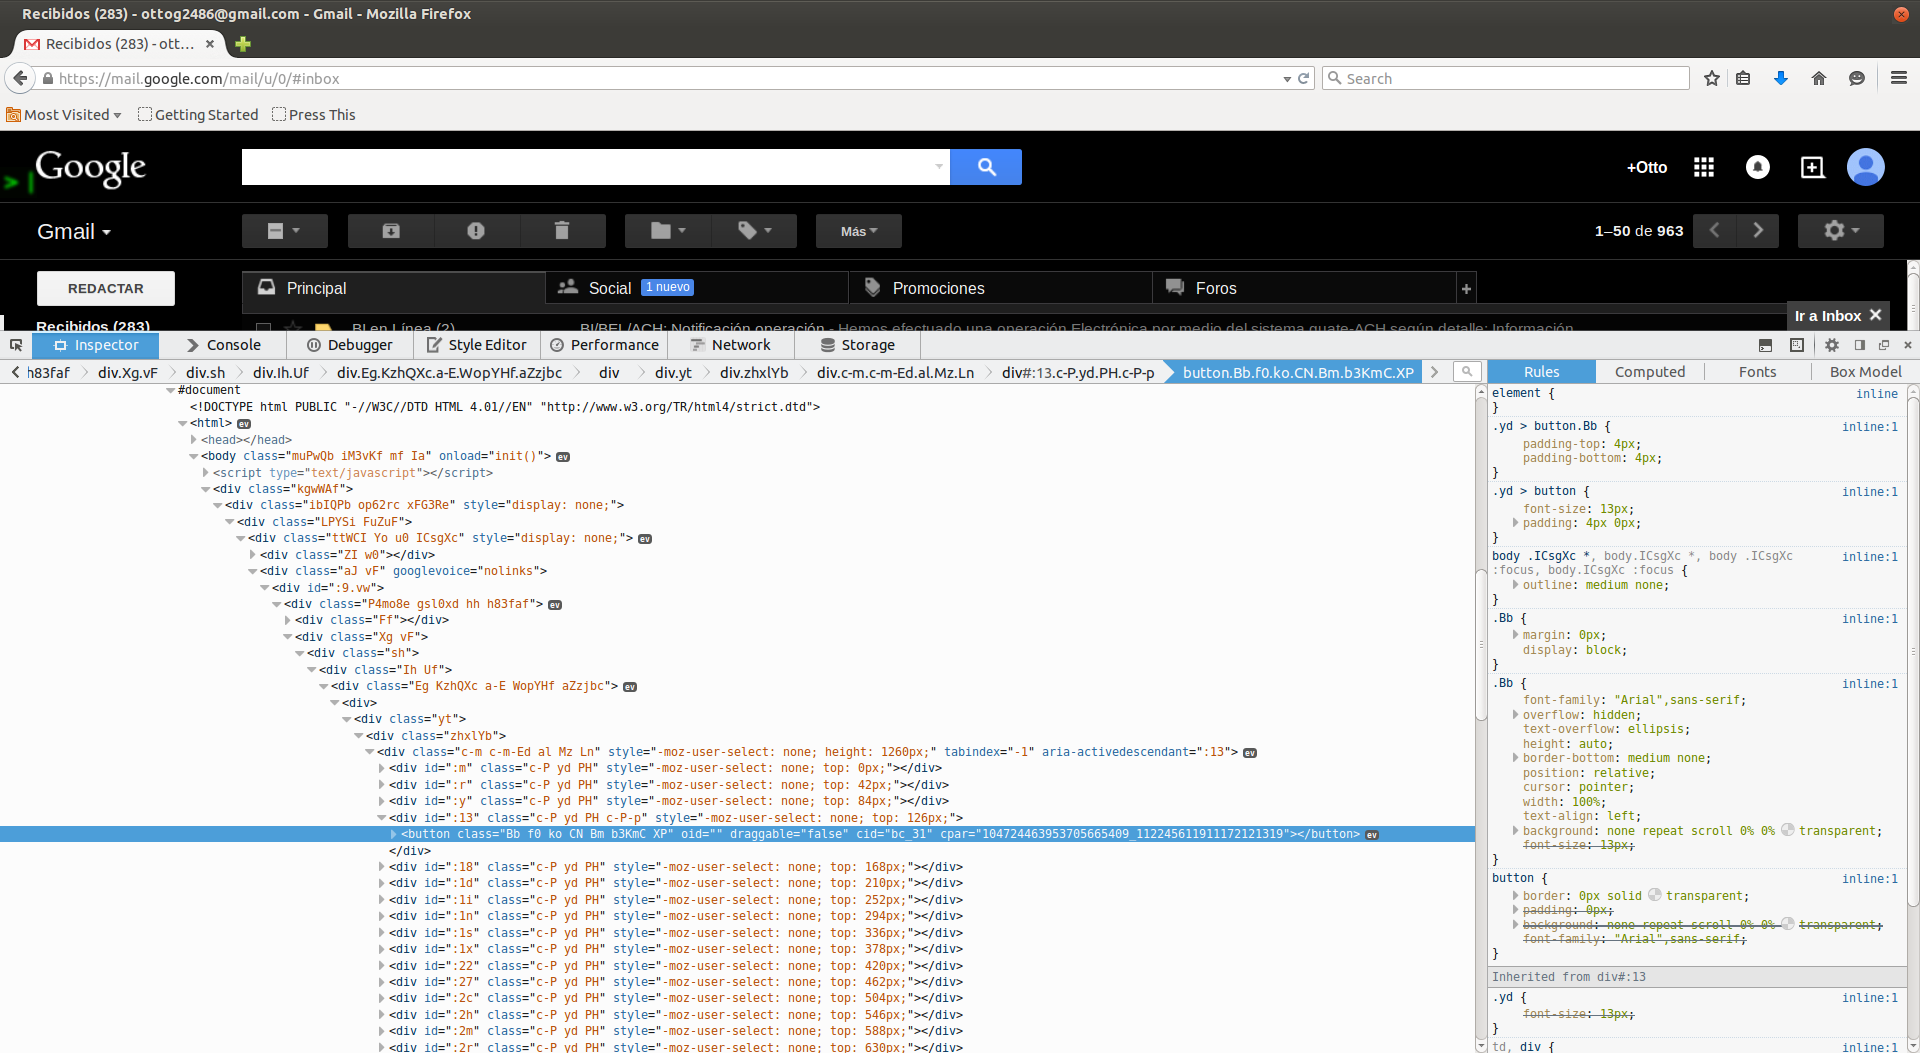 Recibidos (283) - ottog2486@gmail.com - Gmail - Mozilla Firefox
Recibidos (283) - ott...
https://mail.google.com/mail/u/0/#inbox
Search
Most Visited
Getting Started
Press This
> |
Google
+Otto
Gmail
Más
1–50 de 963
REDACTAR
Principal
Social 1 nuevo
Promociones
Foros
+
Recibidos (283)
BI en Línea (2)
BI/BEL/ACH: Notificación operación - Hemos efectuado una operación Electrónica por medio del sistema guate-ACH según detalle: Información
Ir a Inbox
Inspector
Console
Debugger
Style Editor
Performance
Network
Storage
h83faf
div.Xg.vF
div.sh
div.Ih.Uf
div.Eg.KzhQXc.a-E.WopYHf.aZzjbc
div
div.yt
div.zhxlYb
div.c-m.c-m-Ed.al.Mz.Ln
div#:13.c-P.yd.PH.c-P-p
button.Bb.f0.ko.CN.Bm.b3KmC.XP
Rules
Computed
Fonts
Box Model
#document
<!DOCTYPE html PUBLIC "-//W3C//DTD HTML 4.01//EN" "http://www.w3.org/TR/html4/strict.dtd">
<html> ev
<head></head>
<body class="muPwQb iM3vKf mf Ia" onload="init()"> ev
<script type="text/javascript"></script>
<div class="kgwWAf">
<div class="ibIQPb op62rc xFG3Re" style="display: none;">
<div class="LPYSi FuZuF">
<div class="ttWCI Yo u0 ICsgXc" style="display: none;"> ev
<div class="ZI w0"></div>
<div class="aJ vF" googlevoice="nolinks">
<div id=":9.vw">
<div class="P4mo8e gsl0xd hh h83faf"> ev
<div class="Ff"></div>
<div class="Xg vF">
<div class="sh">
<div class="Ih Uf">
<div class="Eg KzhQXc a-E WopYHf aZzjbc"> ev
<div>
<div class="yt">
<div class="zhxlYb">
<div class="c-m c-m-Ed al Mz Ln" style="-moz-user-select: none; height: 1260px;" tabindex="-1" aria-activedescendant=":13"> ev
<div id=":m" class="c-P yd PH" style="-moz-user-select: none; top: 0px;"></div>
<div id=":r" class="c-P yd PH" style="-moz-user-select: none; top: 42px;"></div>
<div id=":y" class="c-P yd PH" style="-moz-user-select: none; top: 84px;"></div>
<div id=":13" class="c-P yd PH c-P-p" style="-moz-user-select: none; top: 126px;">
<button class="Bb f0 ko CN Bm b3KmC XP" oid="" draggable="false" cid="bc_31" cpar="104724463953705665409_112245611911172121319"></button> ev
</div>
<div id=":18" class="c-P yd PH" style="-moz-user-select: none; top: 168px;"></div>
<div id=":1d" class="c-P yd PH" style="-moz-user-select: none; top: 210px;"></div>
<div id=":1i" class="c-P yd PH" style="-moz-user-select: none; top: 252px;"></div>
<div id=":1n" class="c-P yd PH" style="-moz-user-select: none; top: 294px;"></div>
<div id=":1s" class="c-P yd PH" style="-moz-user-select: none; top: 336px;"></div>
<div id=":1x" class="c-P yd PH" style="-moz-user-select: none; top: 378px;"></div>
<div id=":22" class="c-P yd PH" style="-moz-user-select: none; top: 420px;"></div>
<div id=":27" class="c-P yd PH" style="-moz-user-select: none; top: 462px;"></div>
<div id=":2c" class="c-P yd PH" style="-moz-user-select: none; top: 504px;"></div>
<div id=":2h" class="c-P yd PH" style="-moz-user-select: none; top: 546px;"></div>
<div id=":2m" class="c-P yd PH" style="-moz-user-select: none; top: 588px;"></div>
<div id=":2r" class="c-P yd PH" style="-moz-user-select: none; top: 630px;"></div>
element { inline
}
.yd > button.Bb { inline:1
padding-top: 4px;
padding-bottom: 4px;
}
.yd > button { inline:1
font-size: 13px;
padding: 4px 0px;
}
body .ICsgXc *, body.ICsgXc *, body .ICsgXc inline:1
:focus, body.ICsgXc :focus {
outline: medium none;
}
.Bb { inline:1
margin: 0px;
display: block;
}
.Bb { inline:1
font-family: "Arial",sans-serif;
overflow: hidden;
text-overflow: ellipsis;
height: auto;
border-bottom: medium none;
position: relative;
cursor: pointer;
width: 100%;
text-align: left;
background: none repeat scroll 0% 0% transparent;
font-size: 13px;
}
button { inline:1
border: 0px solid transparent;
padding: 0px;
background: none repeat scroll 0% 0% transparent;
font-family: "Arial",sans-serif;
}
Inherited from div#:13
.yd { inline:1
font-size: 13px;
}
td, div { inline:1